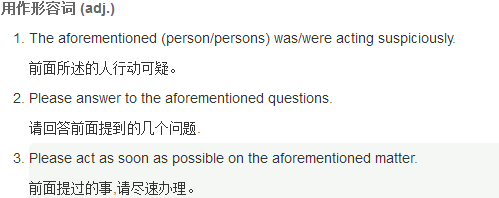 用作形容词 (adj.)
1. The aforementioned (person/persons) was/were acting suspiciously.
前面所述的人行动可疑。
2. Please answer to the aforementioned questions.
请回答前面提到的几个问题.
3. Please act as soon as possible on the aforementioned matter.
前面提过的事,请尽速办理。